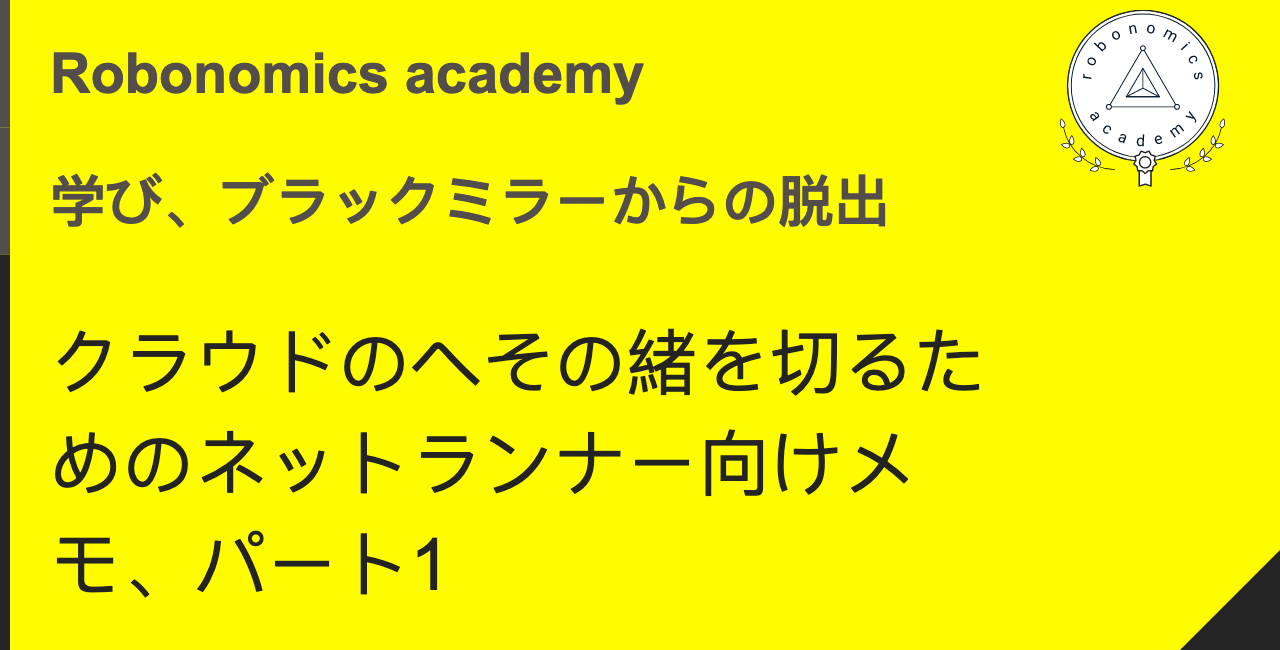 Robonomics academy
robonomics
academy
学び、ブラックミラーからの脱出
クラウドのへその緒を切るた
めのネットランナー向けメ
モ、パート1